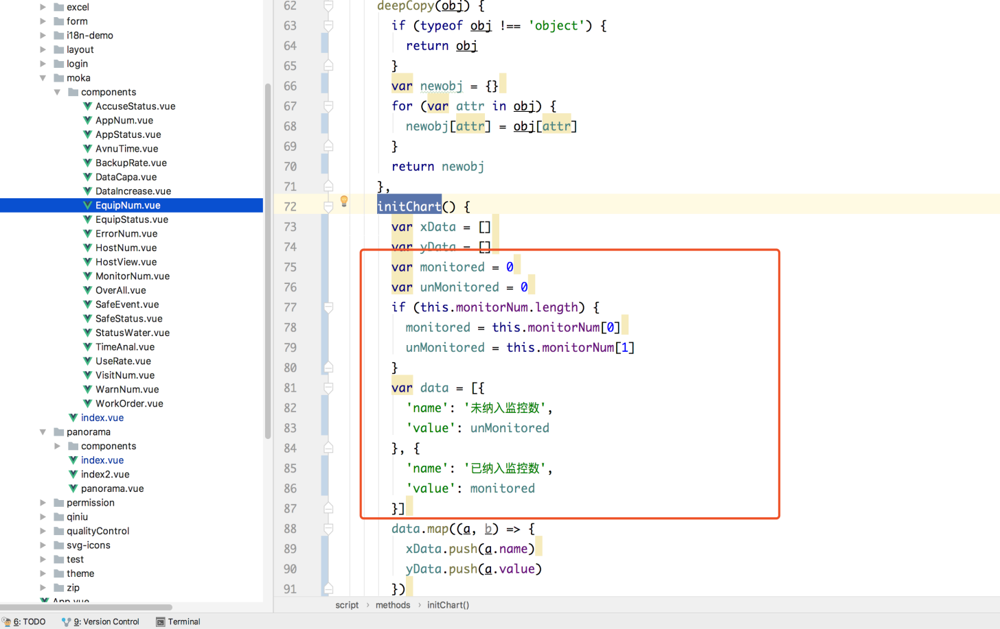 excel
form
i18n-demo
layout
login
moka
components
AccuseStatus.vue
AppNum.vue
AppStatus.vue
AvnuTime.vue
BackupRate.vue
DataCapa.vue
DataIncrease.vue
EquipNum.vue
EquipStatus.vue
ErrorNum.vue
HostNum.vue
HostView.vue
MonitorNum.vue
OverAll.vue
SafeEvent.vue
SafeStatus.vue
StatusWater.vue
TimeAnal.vue
UseRate.vue
VisitNum.vue
WarnNum.vue
WorkOrder.vue
index.vue
panorama
components
index.vue
index2.vue
panorama.vue
permission
qiniu
qualityControl
svg-icons
test
theme
zip
App.vue
62 deepCopy(obj) {
63 if (typeof obj !== 'object') {
64 return obj
65 }
66 var newobj = {}
67 for (var attr in obj) {
68 newobj[attr] = obj[attr]
69 }
70 return newobj
71 },
72 initChart() {
73 var xData = []
74 var yData = []
75 var monitored = 0
76 var unMonitored = 0
77 if (this.monitorNum.length) {
78 monitored = this.monitorNum[0]
79 unMonitored = this.monitorNum[1]
80 }
81 var data = [{
82 'name': '未纳入监控数',
83 'value': unMonitored
84 }, {
85 'name': '已纳入监控数',
86 'value': monitored
87 }]
88 data.map((a, b) => {
89 xData.push(a.name)
90 yData.push(a.value)
91 })
script › methods › initChart()
6: TODO 9: Version Control Terminal